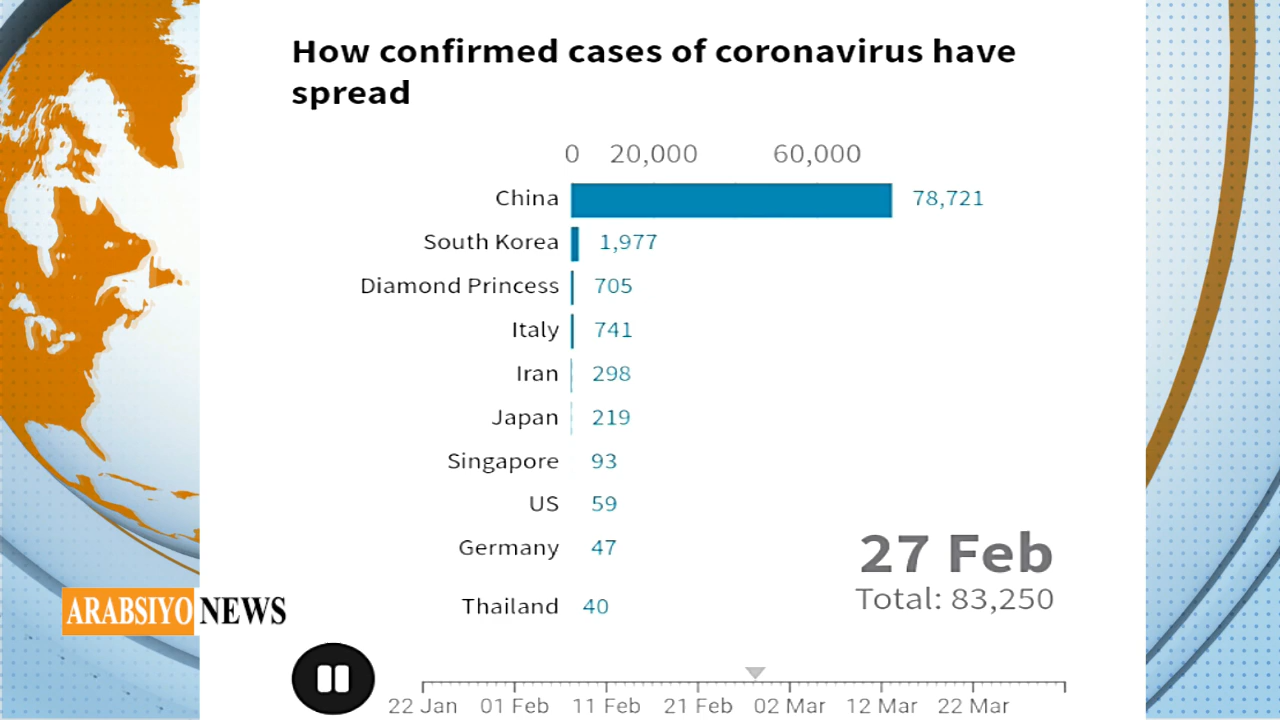 How confirmed cases of coronavirus have
spread
0 20,000 60,000
China 78,721
South Korea 1,977
Diamond Princess 705
Italy 741
Iran 298
Japan 219
Singapore 93
US 59
Germany 47
Thailand 40
27 Feb
Total: 83,250
ARABSIYO NEWS
22 Jan 01 Feb 11 Feb 21 Feb 02 Mar 12 Mar 22 Mar